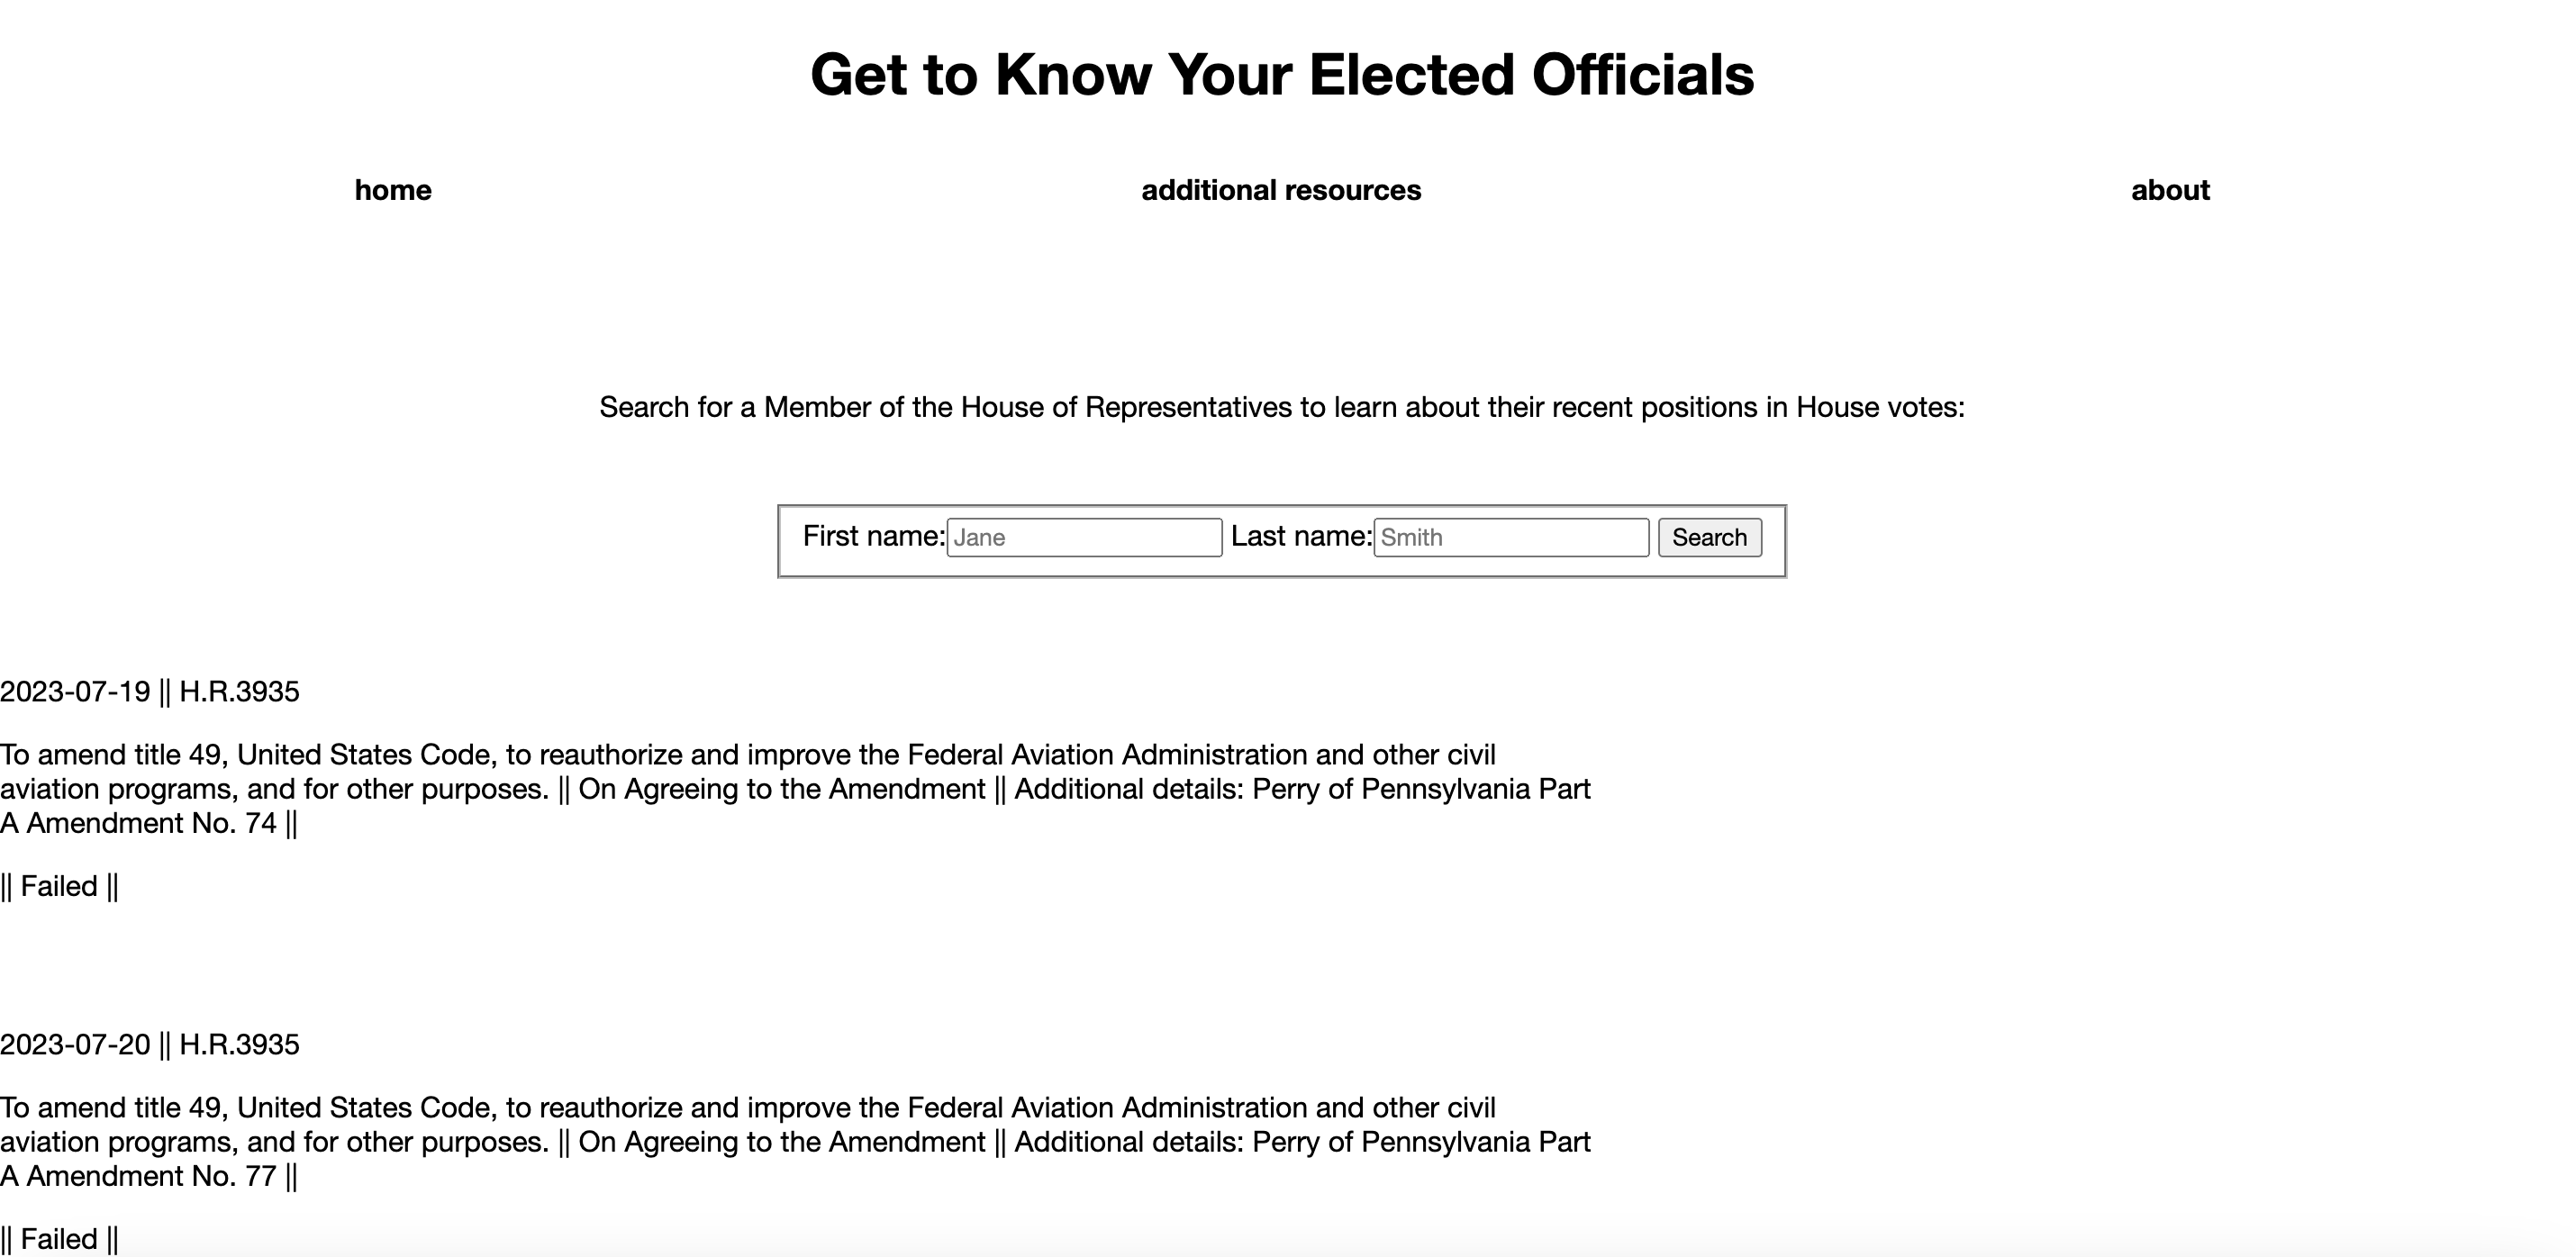 Get to Know Your Elected Officials
home additional resources about
Search for a Member of the House of Representatives to learn about their recent positions in House votes:
First name: Jane Last name: Smith Search
2023-07-19 || H.R.3935
To amend title 49, United States Code, to reauthorize and improve the Federal Aviation Administration and other civil
aviation programs, and for other purposes. || On Agreeing to the Amendment || Additional details: Perry of Pennsylvania Part
A Amendment No. 74 ||
|| Failed ||
2023-07-20 || H.R.3935
To amend title 49, United States Code, to reauthorize and improve the Federal Aviation Administration and other civil
aviation programs, and for other purposes. || On Agreeing to the Amendment || Additional details: Perry of Pennsylvania Part
A Amendment No. 77 ||
|| Failed ||